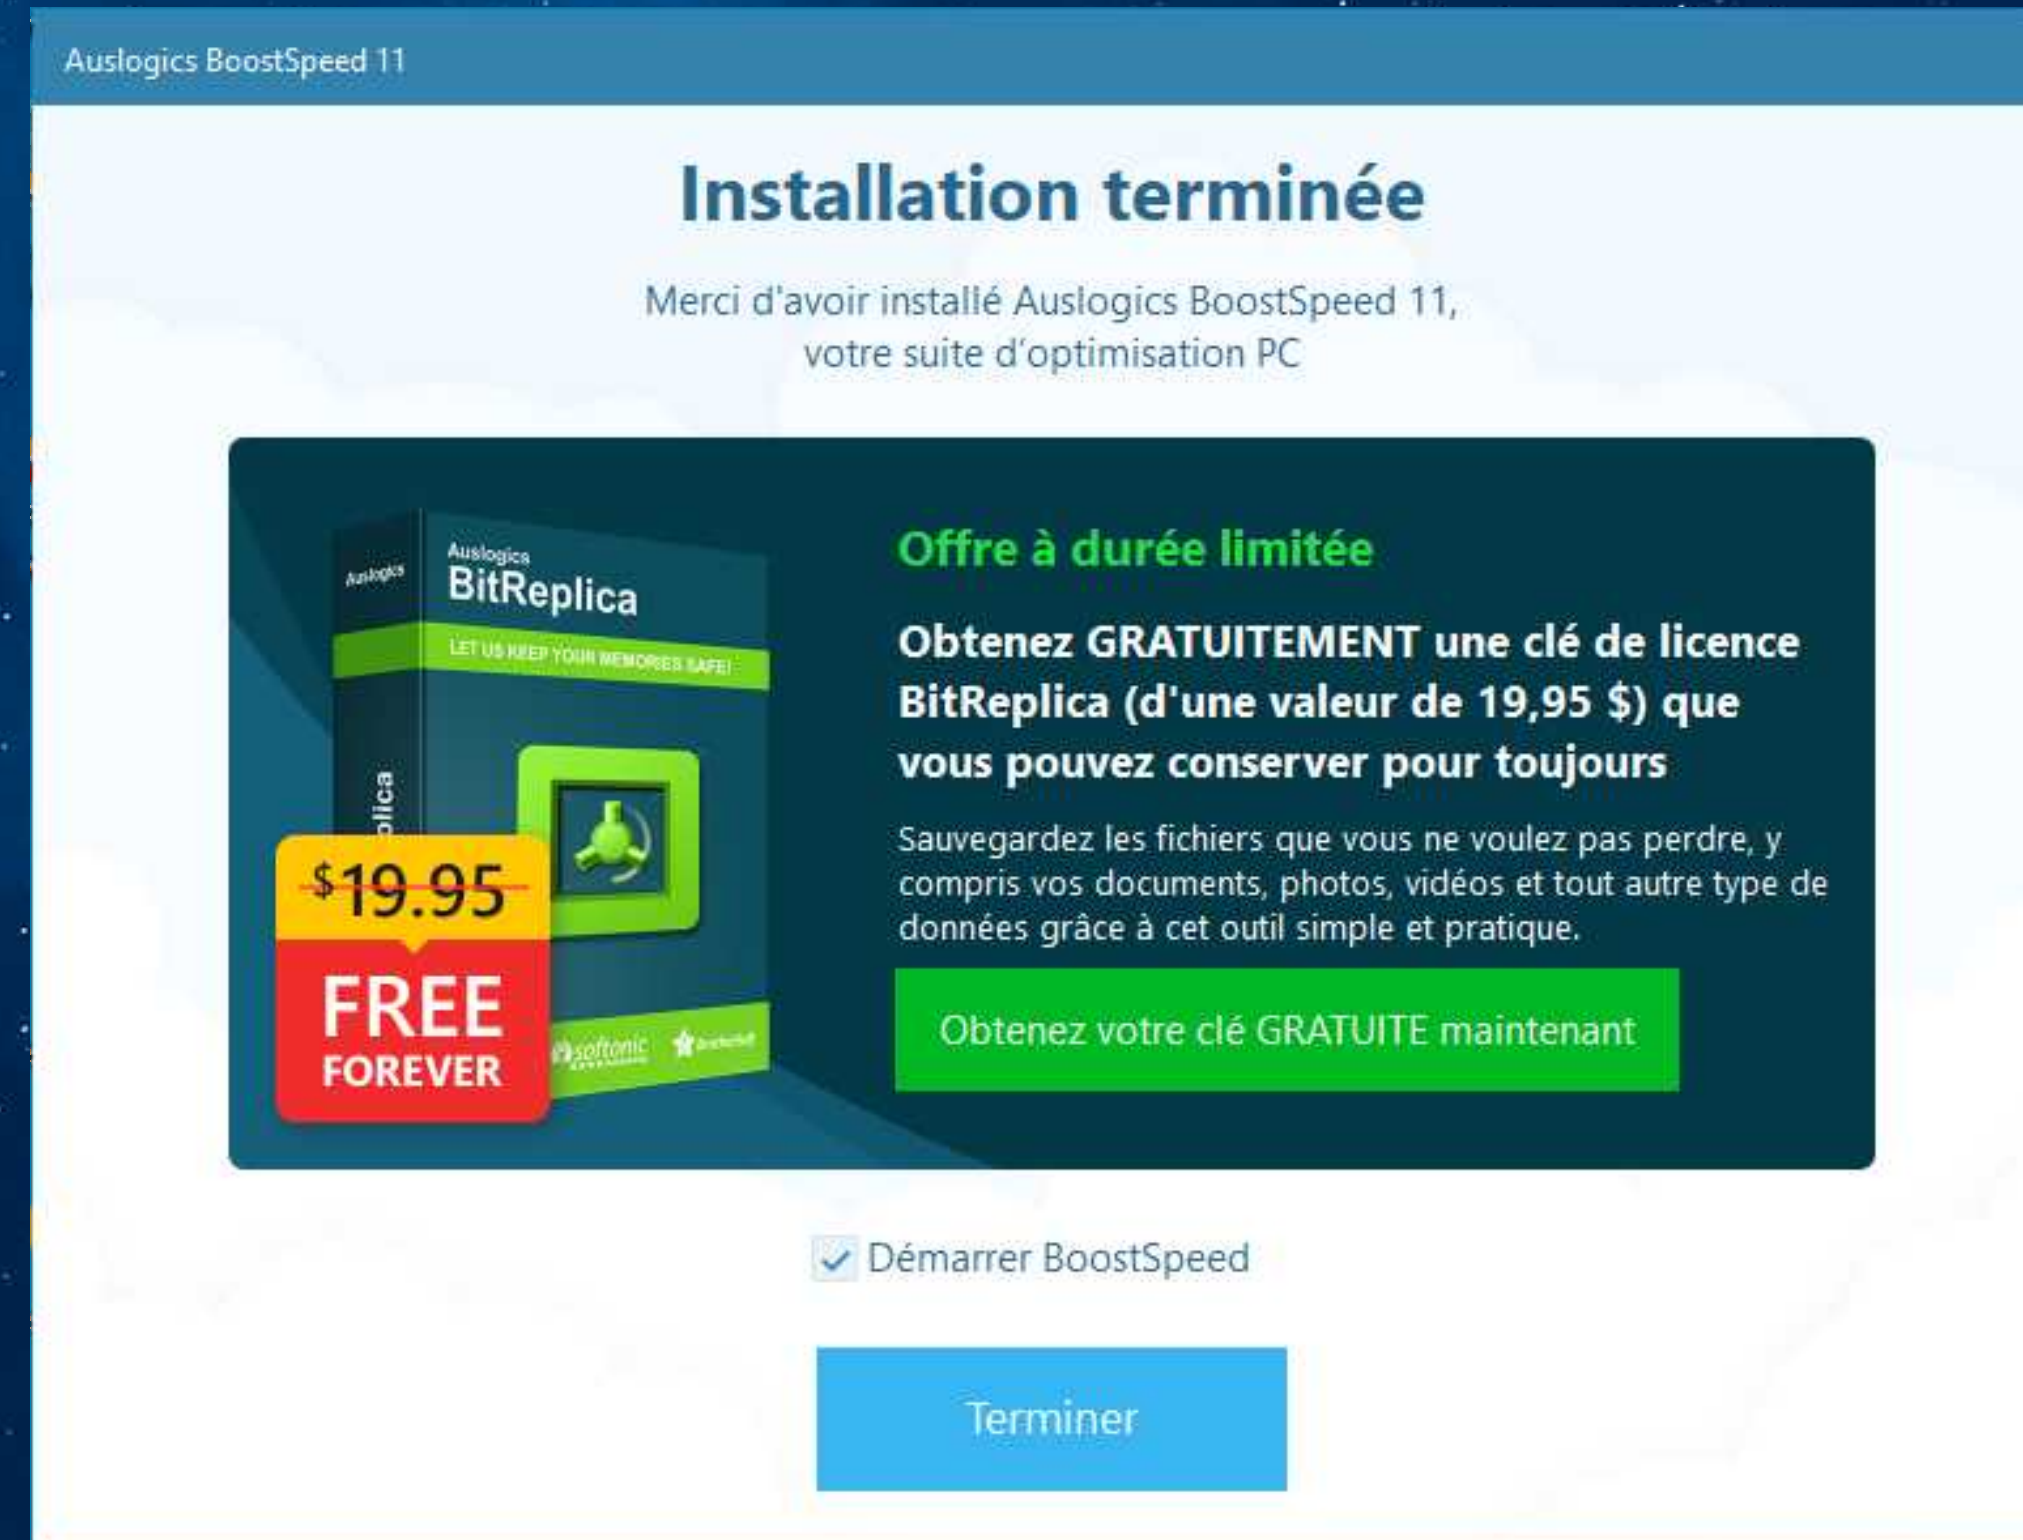 Auslogics BoostSpeed 11
Installation terminée
Merci d'avoir installé Auslogics BoostSpeed 11,
votre suite d'optimisation PC
Auslogics
Auslogics
BitReplica
LET US KEEP YOUR MEMORIES SAFE!
plica
$19.95
FREE
FOREVER
softonic
Offre à durée limitée
Obtenez GRATUITEMENT une clé de licence
BitReplica (d'une valeur de 19,95 $) que
vous pouvez conserver pour toujours
Sauvegardez les fichiers que vous ne voulez pas perdre, y
compris vos documents, photos, vidéos et tout autre type de
données grâce à cet outil simple et pratique.
Obtenez votre clé GRATUITE maintenant
Démarrer BoostSpeed
Terminer